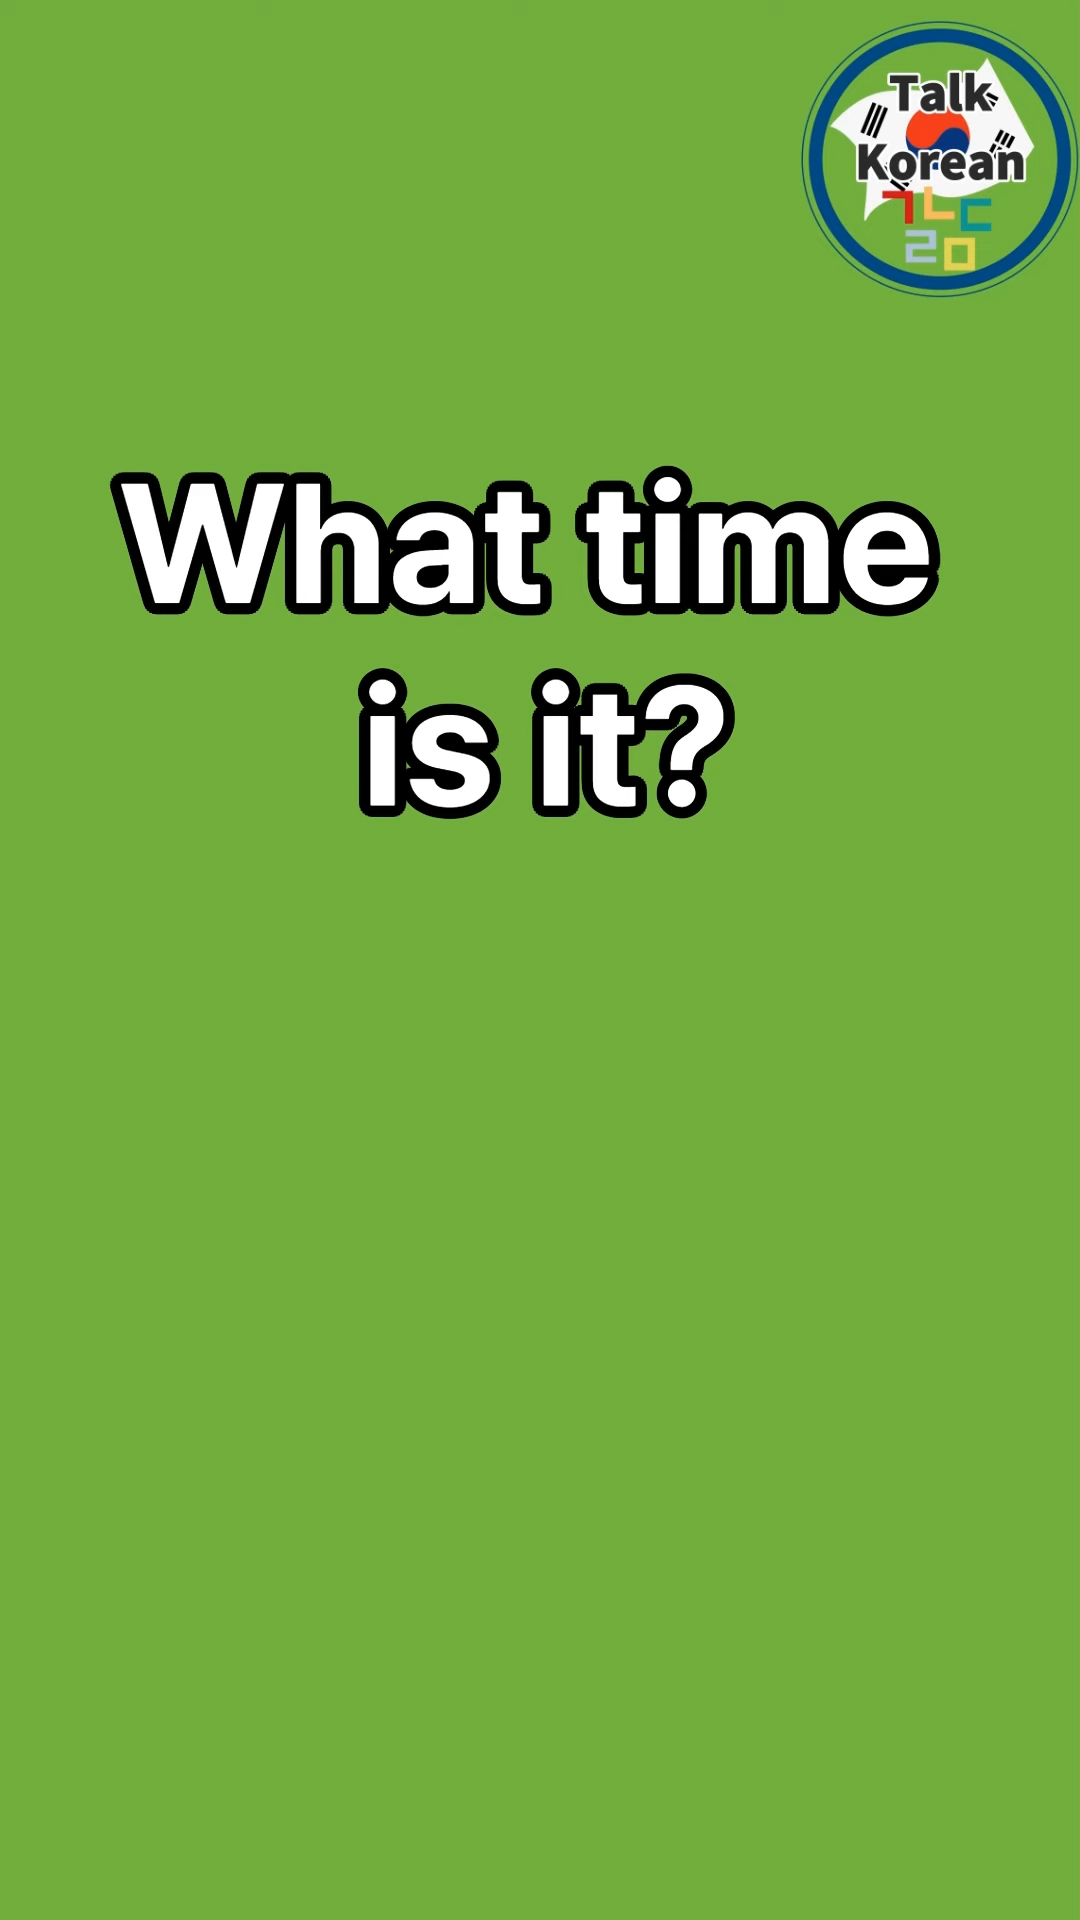 Talk
Korean
ㄱㄴㄷ
ㄹㅁ
What time
is it?